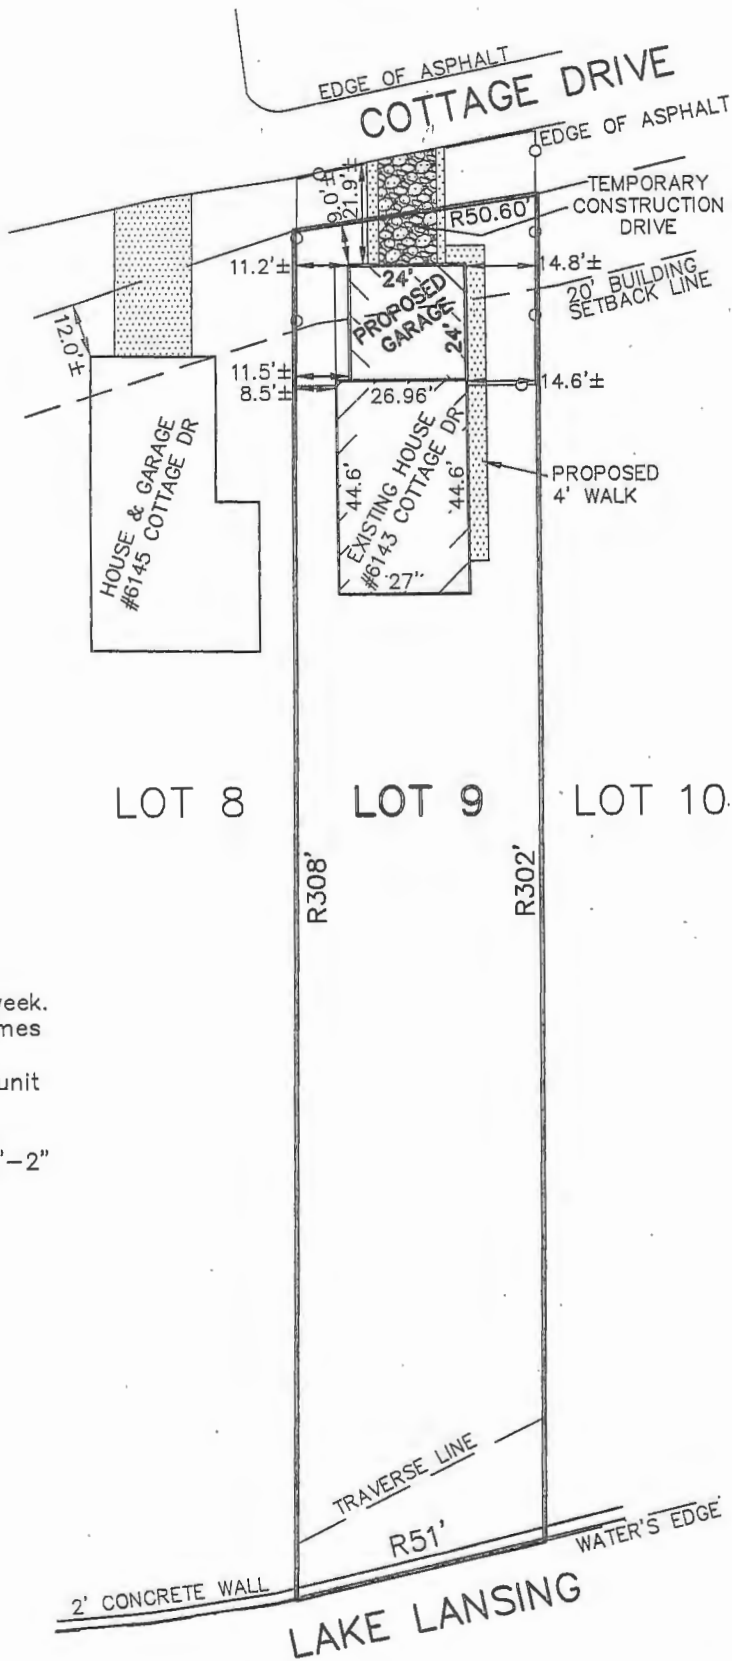 EDGE OF ASPHALT
COTTAGE DRIVE
EDGE OF ASPHALT
TEMPORARY
CONSTRUCTION
DRIVE
9.0'±
21.9'±
R50.60'
11.2'±
24'
14.8'±
20' BUILDING
SETBACK LINE
PROPOSED
GARAGE
24'
12.0'±
11.5'±
8.5'±
26.96'
14.6'±
HOUSE & GARAGE
#6145 COTTAGE DR
44.6'
EXISTING HOUSE
#6143 COTTAGE DR
44.6'
27'
PROPOSED
4' WALK
LOT 8
LOT 9
LOT 10
R308'
R302'
week.
mes
unit
'-2"
TRAVERSE LINE
R51'
WATER'S EDGE
2' CONCRETE WALL
LAKE LANSING